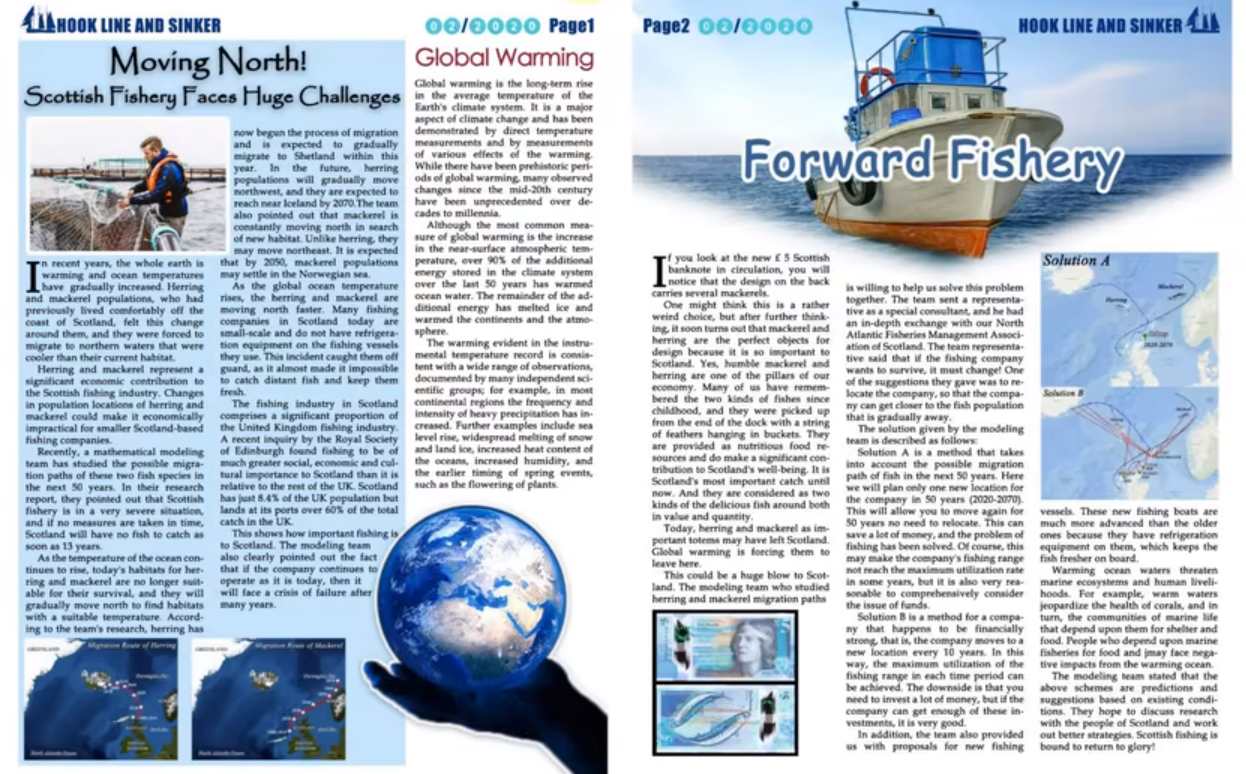 HOOK LINE AND SINKER
02/2020 Page1
Moving North!
Scottish Fishery Faces Huge Challenges
now begun the process of migration
and is expected to gradually
migrate to Shetland within this
year. In the future, herring
populations will gradually move
northwest, and they are expected to
reach near Iceland by 2070.The team
also pointed out that mackerel is
constantly moving north in search
of new habitat. Unlike herring, they
may move northeast. It is expected
In recent years, the whole earth is
warming and ocean temperatures
have gradually increased. Herring
and mackerel populations, who had
previously lived comfortably off the
coast of Scotland, felt this change
around them, and they were forced to
migrate to northern waters that were
cooler than their current habitat.
Herring and mackerel represent a
significant economic contribution to
the Scottish fishing industry. Changes
in population locations of herring and
mackerel could make it economically
impractical for smaller Scotland-based
fishing companies.
Recently, a mathematical modeling
team has studied the possible migra-
tion paths of these two fish species in
the next 50 years. In their research
report, they pointed out that Scottish
fishery is in a very severe situation,
and if no measures are taken in time,
Scotland will have no fish to catch as
soon as 13 years.
As the temperature of the ocean con-
tinues to rise, today's habitats for her-
ring and mackerel are no longer suit-
able for their survival, and they will
gradually move north to find habitats
with a suitable temperature. Accord-
ing to the team's research, herring has
that by 2050, mackerel populations
may settle in the Norwegian sea.
As the global ocean temperature
rises, the herring and mackerel are
moving north faster. Many fishing
companies in Scotland today are
small-scale and do not have refrigera-
tion equipment on the fishing vessels
they use. This incident caught them off
guard, as it almost made it impossible
to catch distant fish and keep them
fresh.
The fishing industry in Scotland
comprises a significant proportion of
the United Kingdom fishing industry.
A recent inquiry by the Royal Society
of Edinburgh found fishing to be of
much greater social, economic and cul-
tural importance to Scotland than it is
relative to the rest of the UK. Scotland
has just 8.4% of the UK population but
lands at its ports over 60% of the total
catch in the UK.
This shows how important fishing is
to Scotland. The modeling team
also clearly pointed out the fact
that if the company continues to
operate as it is today, then it
will face a crisis of failure after
many years.
GREENLAND Migration Route of Herring
GREENLAND Migration Route of Mackerel
Global Warming
Global warming is the long-term rise
in the average temperature of the
Earth's climate system. It is a major
aspect of climate change and has been
demonstrated by direct temperature
measurements and by measurements
of various effects of the warming.
While there have been prehistoric peri-
ods of global warming, many observed
changes since the mid-20th century
have been unprecedented over de-
cades to millennia.
Although the most common mea-
sure of global warming is the increase
in the near-surface atmospheric tem-
perature, over 90% of the additional
energy stored in the climate system
over the last 50 years has warmed
ocean water. The remainder of the ad-
ditional energy has melted ice and
warmed the continents and the atmo-
sphere.
The warming evident in the instru-
mental temperature record is consis-
tent with a wide range of observations,
documented by many independent sci-
entific groups; for example, in most
continental regions the frequency and
intensity of heavy precipitation has in-
creased. Further examples include sea
level rise, widespread melting of snow
and land ice, increased heat content of
the oceans, increased humidity, and
the earlier timing of spring events,
such as the flowering of plants.
Page2 02/2020
HOOK LINE AND SINKER
Forward Fishery
If you look at the new £ 5 Scottish
banknote in circulation, you will
notice that the design on the back
carries several mackerels.
One might think this is a rather
weird choice, but after further think-
ing, it soon turns out that mackerel and
herring are the perfect objects for
design because it is so important to
Scotland. Yes, humble mackerel and
herring are one of the pillars of our
economy. Many of us have remem-
bered the two kinds of fishes since
childhood, and they were picked up
from the end of the dock with a string
of feathers hanging in buckets. They
are provided as nutritious food re-
sources and do make a significant con-
tribution to Scotland's well-being. It is
Scotland's most important catch until
now. And they are considered as two
kinds of the delicious fish around both
in value and quantity.
Today, herring and mackerel as im-
portant totems may have left Scotland.
Global warming is forcing them to
leave here.
This could be a huge blow to Scot-
land. The modeling team who studied
herring and mackerel migration paths
is willing to help us solve this problem
together. The team sent a representa-
tive as a special consultant, and he had
an in-depth exchange with our North
Atlantic Fisheries Management Associ-
ation of Scotland. The team representa-
tive said that if the fishing company
wants to survive, it must change! One
of the suggestions they gave was to re-
locate the company, so that the compa-
ny can get closer to the fish population
that is gradually away.
The solution given by the modeling
team is described as follows:
Solution A is a method that takes
into account the possible migration
path of fish in the next 50 years. Here
we will plan only one new location for
the company in 50 years (2020-2070).
This will allow you to move again for
50 years no need to relocate. This can
save a lot of money, and the problem of
fishing has been solved. Of course, this
may make the company's fishing range
not reach the maximum utilization rate
in some years, but it is also very rea-
sonable to comprehensively consider
the issue of funds.
Solution B is a method for a compa-
ny that happens to be financially
strong, that is, the company moves to a
new location every 10 years. In this
way, the maximum utilization of the
fishing range in each time period can
be achieved. The downside is that you
need to invest a lot of money, but if the
company can get enough of these in-
vestments, it is very good.
In addition, the team also provided
us with proposals for new fishing
Solution A
Herring
Mackerel
2020-2070
Solution B
vessels. These new fishing boats are
much more advanced than the older
ones because they have refrigeration
equipment on them, which keeps the
fish fresher on board.
Warming ocean waters threaten
marine ecosystems and human liveli-
hoods. For example, warm waters
jeopardize the health of corals, and in
turn, the communities of marine life
that depend upon them for shelter and
food. People who depend upon marine
fisheries for food and jmay face nega-
tive impacts from the warming ocean.
The modeling team stated that the
above schemes are predictions and
suggestions based on existing condi-
tions. They hope to discuss research
with the people of Scotland and work
out better strategies. Scottish fishing is
bound to return to glory!